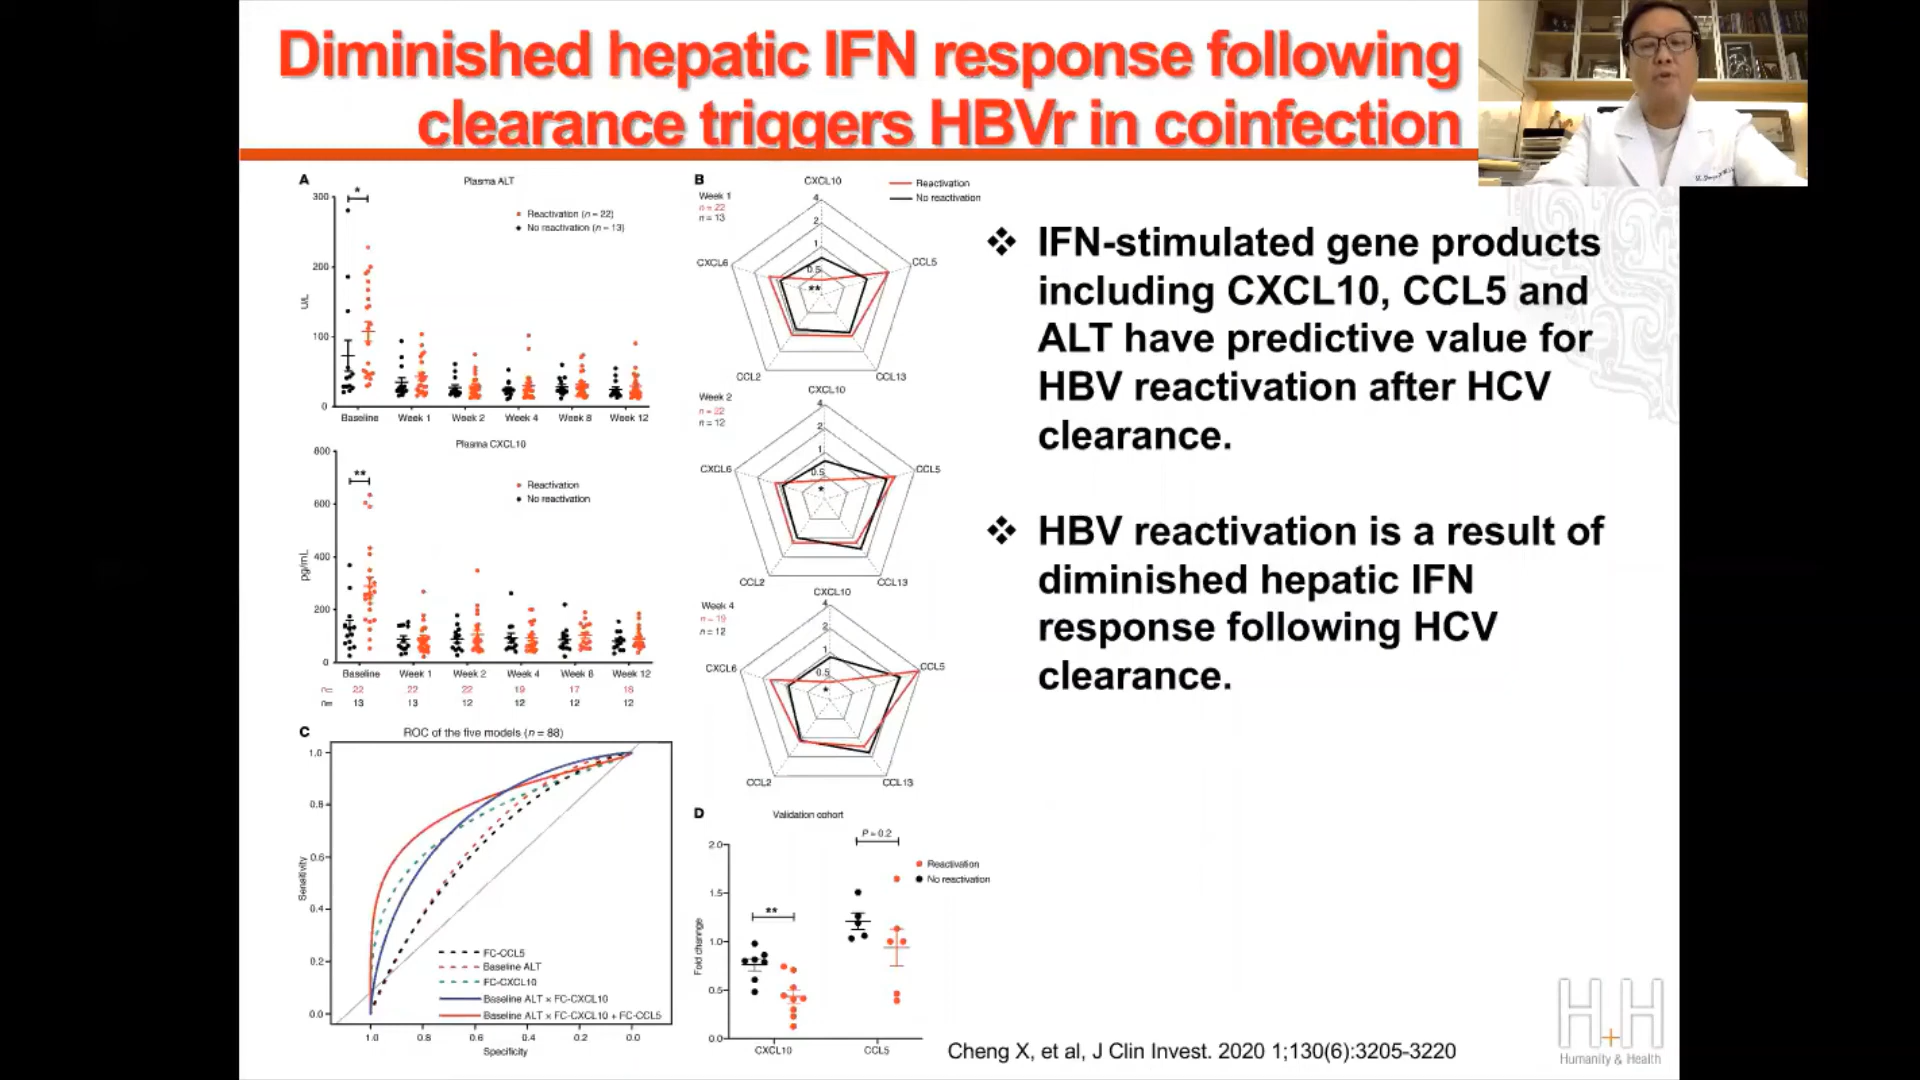 Diminished hepatic IFN response following
clearance triggers HBVr in coinfection
A
Plasma ALT
300
200
100
0
U/L
*
Reactivation (n = 22)
No reactivation (n = 13)
Baseline Week 1 Week 2 Week 4 Week 8 Week 12
Plasma CXCL10
800
600
400
200
0
pg/mL
**
Reactivation
No reactivation
Baseline Week 1 Week 2 Week 4 Week 8 Week 12
n= 22 22 22 19 17 18
n= 13 13 12 12 12 12
B
Reactivation
No reactivation
Week 1
n = 22
n = 13
CXCL10
4
2
1
0.5
**
CXCL6
CCL5
CCL2
CCL13
Week 2
n = 22
n = 12
CXCL10
4
2
1
0.5
*
CXCL6
CCL5
CCL2
CCL13
Week 4
n = 19
n = 12
CXCL10
4
2
1
0.5
*
CXCL6
CCL5
CCL2
CCL13
C
ROC of the five models (n = 88)
1.0
0.8
0.6
0.4
0.2
0.0
Sensitivity
FC-CCL5
Baseline ALT
FC-CXCL10
Baseline ALT × FC-CXCL10
Baseline ALT × FC-CXCL10 + FC-CCL5
1.0 0.8 0.6 0.4 0.2 0.0
Specificity
D
Validation cohort
2.0
1.5
1.0
0.5
0.0
Fold change
**
P = 0.2
Reactivation
No reactivation
CXCL10 CCL5
❖ IFN-stimulated gene products
including CXCL10, CCL5 and
ALT have predictive value for
HBV reactivation after HCV
clearance.
❖ HBV reactivation is a result of
diminished hepatic IFN
response following HCV
clearance.
Cheng X, et al, J Clin Invest. 2020 1;130(6):3205-3220
H+H
Humanity & Health